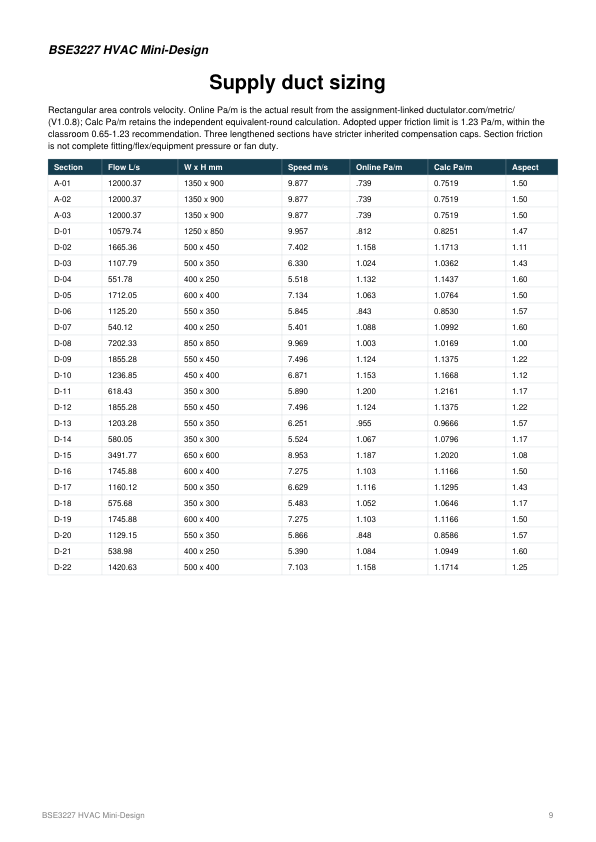 BSE3227 HVAC Mini-Design
Supply duct sizing
Rectangular area controls velocity. Online Pa/m is the actual result from the assignment-linked ductulator.com/metric/
(V1.0.8); Calc Pa/m retains the independent equivalent-round calculation. Adopted upper friction limit is 1.23 Pa/m, within the
classroom 0.65-1.23 recommendation. Three lengthened sections have stricter inherited compensation caps. Section friction
is not complete fitting/flex/equipment pressure or fan duty.
Section Flow L/s W x H mm Speed m/s Online Pa/m Calc Pa/m Aspect
A-01 12000.37 1350 x 900 9.877 .739 0.7519 1.50
A-02 12000.37 1350 x 900 9.877 .739 0.7519 1.50
A-03 12000.37 1350 x 900 9.877 .739 0.7519 1.50
D-01 10579.74 1250 x 850 9.957 .812 0.8251 1.47
D-02 1665.36 500 x 450 7.402 1.158 1.1713 1.11
D-03 1107.79 500 x 350 6.330 1.024 1.0362 1.43
D-04 551.78 400 x 250 5.518 1.132 1.1437 1.60
D-05 1712.05 600 x 400 7.134 1.063 1.0764 1.50
D-06 1125.20 550 x 350 5.845 .843 0.8530 1.57
D-07 540.12 400 x 250 5.401 1.088 1.0992 1.60
D-08 7202.33 850 x 850 9.969 1.003 1.0169 1.00
D-09 1855.28 550 x 450 7.496 1.124 1.1375 1.22
D-10 1236.85 450 x 400 6.871 1.153 1.1668 1.12
D-11 618.43 350 x 300 5.890 1.200 1.2161 1.17
D-12 1855.28 550 x 450 7.496 1.124 1.1375 1.22
D-13 1203.28 550 x 350 6.251 .955 0.9666 1.57
D-14 580.05 350 x 300 5.524 1.067 1.0796 1.17
D-15 3491.77 650 x 600 8.953 1.187 1.2020 1.08
D-16 1745.88 600 x 400 7.275 1.103 1.1166 1.50
D-17 1160.12 500 x 350 6.629 1.116 1.1295 1.43
D-18 575.68 350 x 300 5.483 1.052 1.0646 1.17
D-19 1745.88 600 x 400 7.275 1.103 1.1166 1.50
D-20 1129.15 550 x 350 5.866 .848 0.8586 1.57
D-21 538.98 400 x 250 5.390 1.084 1.0949 1.60
D-22 1420.63 500 x 400 7.103 1.158 1.1714 1.25
BSE3227 HVAC Mini-Design 9